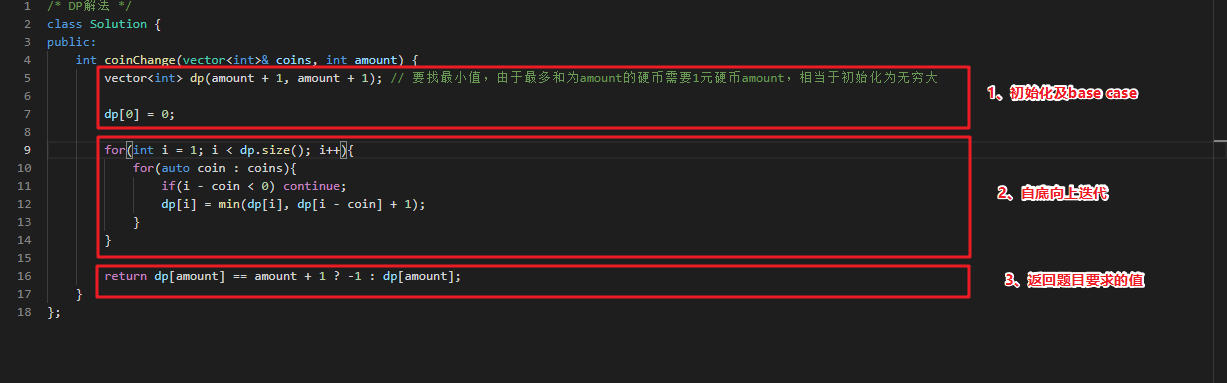 1 /* DP解法 */
2 class Solution {
3 public:
4 int coinChange(vector<int>& coins, int amount) {
5 vector<int> dp(amount + 1, amount + 1); // 要找最小值，由于最多和为amount的硬币需要1元硬币amount，相当于初始化为无穷大
1、初始化及base case
6
7 dp[0] = 0;
8
9 for(int i = 1; i < dp.size(); i++){
10 for(auto coin : coins){
11 if(i - coin < 0) continue;
2、自底向上迭代
12 dp[i] = min(dp[i], dp[i - coin] + 1);
13 }
14 }
15
16 return dp[amount] == amount + 1 ? -1 : dp[amount];
3、返回题目要求的值
17 }
18 };